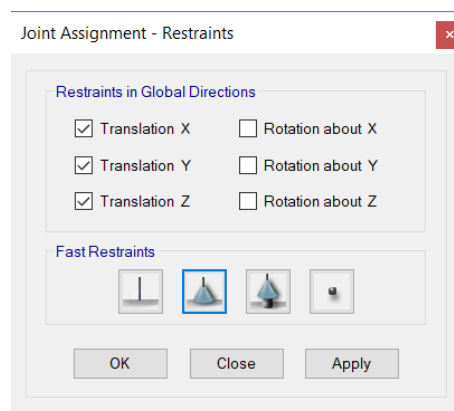 Joint Assignment - Restraints
Restraints in Global Directions
Translation X Rotation about X
Translation Y Rotation about Y
Translation Z Rotation about Z
Fast Restraints
OK Close Apply